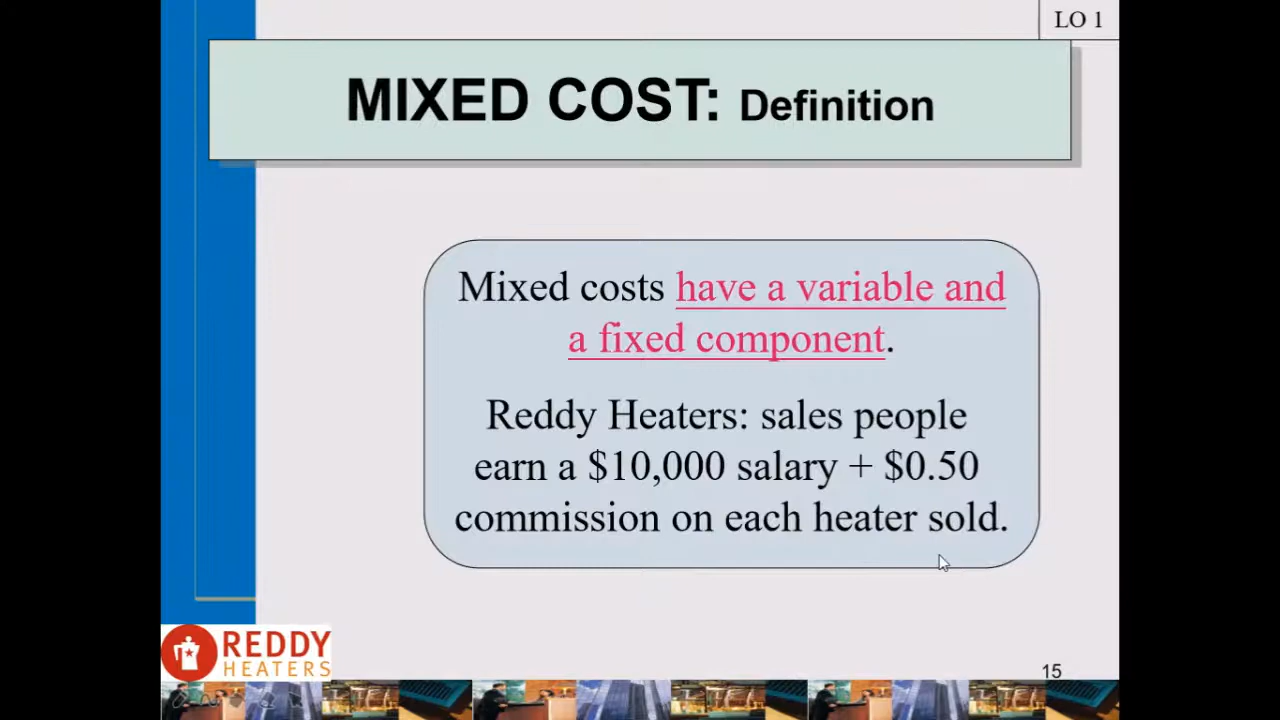 LO 1
MIXED COST: Definition
Mixed costs have a variable and
a fixed component.
Reddy Heaters: sales people
earn a $10,000 salary + $0.50
commission on each heater sold.
REDDY
HEATERS
15